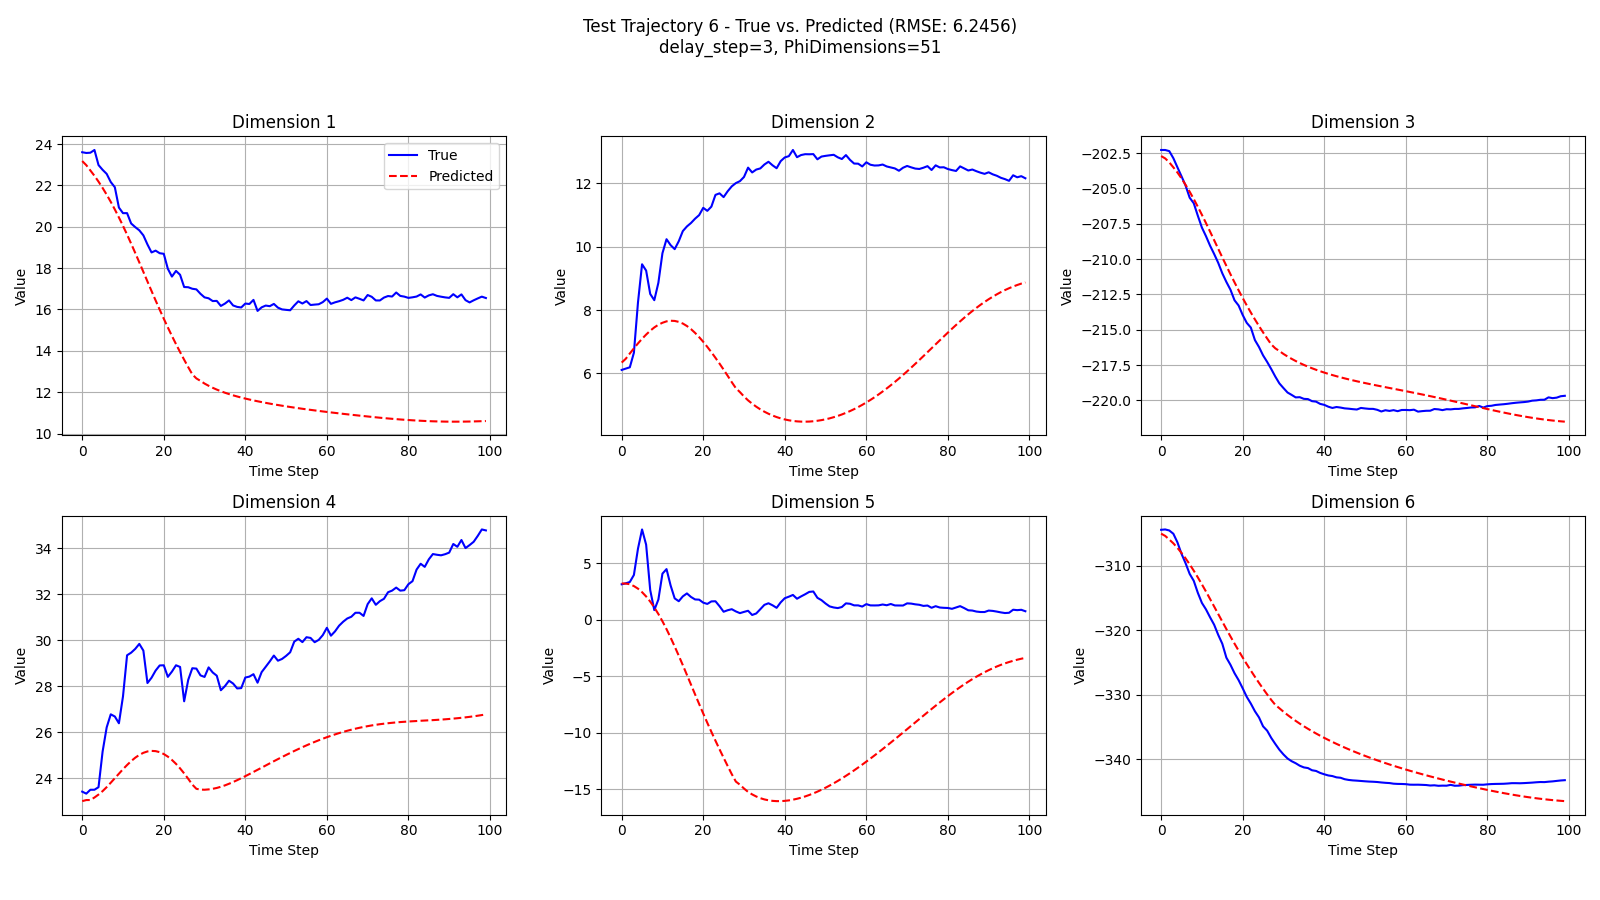 Test Trajectory 6 - True vs. Predicted (RMSE: 6.2456)
delay_step=3, PhiDimensions=51
Dimension 1
24
22
20
18
16
14
12
10
Value
0 20 40 60 80 100
Time Step
True
Predicted
Dimension 2
12
10
8
6
Value
0 20 40 60 80 100
Time Step
Dimension 3
−202.5
−205.0
−207.5
−210.0
−212.5
−215.0
−217.5
−220.0
Value
0 20 40 60 80 100
Time Step
Dimension 4
34
32
30
28
26
24
Value
0 20 40 60 80 100
Time Step
Dimension 5
5
0
−5
−10
−15
Value
0 20 40 60 80 100
Time Step
Dimension 6
−310
−320
−330
−340
Value
0 20 40 60 80 100
Time Step